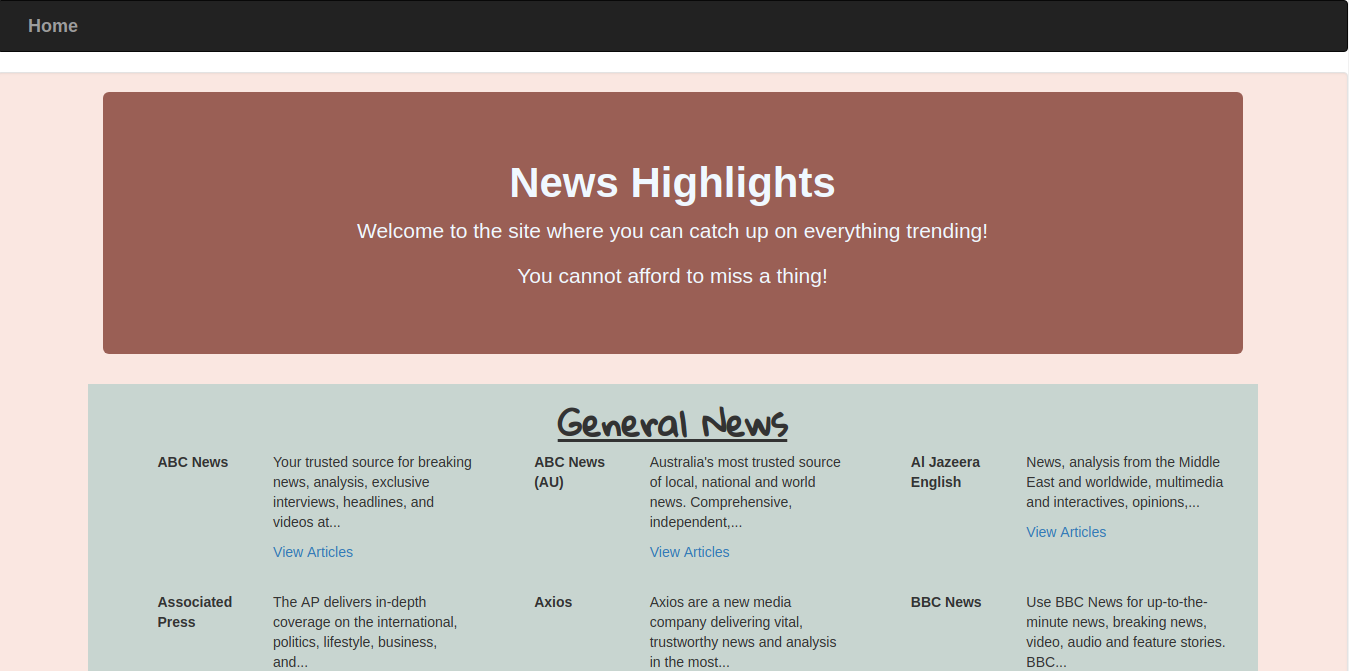 Home
News Highlights
Welcome to the site where you can catch up on everything trending!
You cannot afford to miss a thing!
General News
ABC News
Your trusted source for breaking
news, analysis, exclusive
interviews, headlines, and
videos at...
View Articles
ABC News
(AU)
Australia's most trusted source
of local, national and world
news. Comprehensive,
independent,...
View Articles
Al Jazeera
English
News, analysis from the Middle
East and worldwide, multimedia
and interactives, opinions,...
View Articles
Associated
Press
The AP delivers in-depth
coverage on the international,
politics, lifestyle, business,
and...
Axios
Axios are a new media
company delivering vital,
trustworthy news and analysis
in the most...
BBC News
Use BBC News for up-to-the-
minute news, breaking news,
video, audio and feature stories.
BBC...